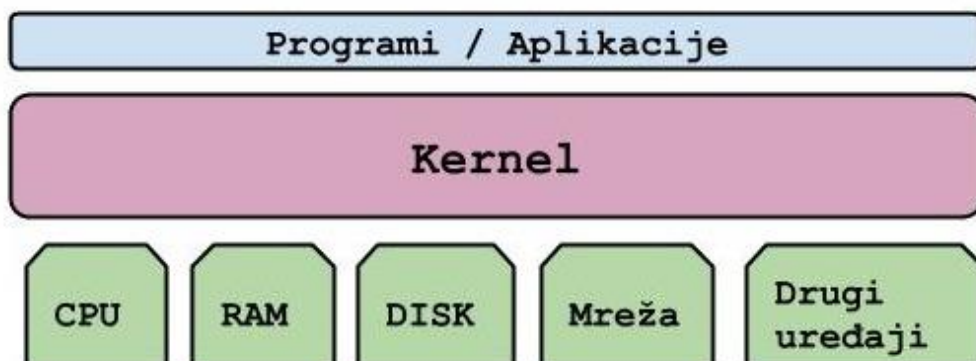 Programi / Aplikacije
Kernel
CPU
RAM
DISK
Mreža
Drugi
uređaji